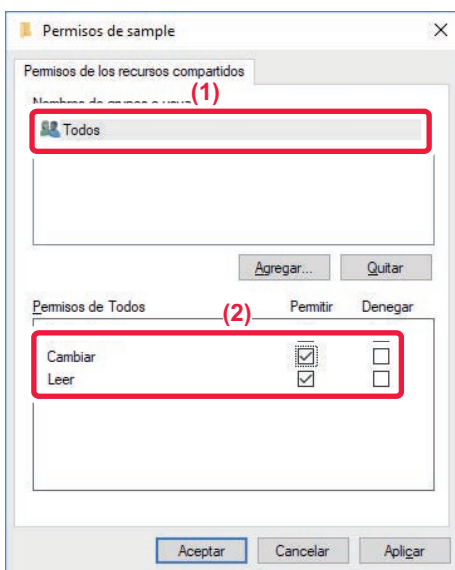 Permisos de sample
Permisos de los recursos compartidos
(1)
Todos
Agregar... Quitar
Permisos de Todos (2) Permitir Denegar
Cambiar
Leer
Aceptar Cancelar Aplicar